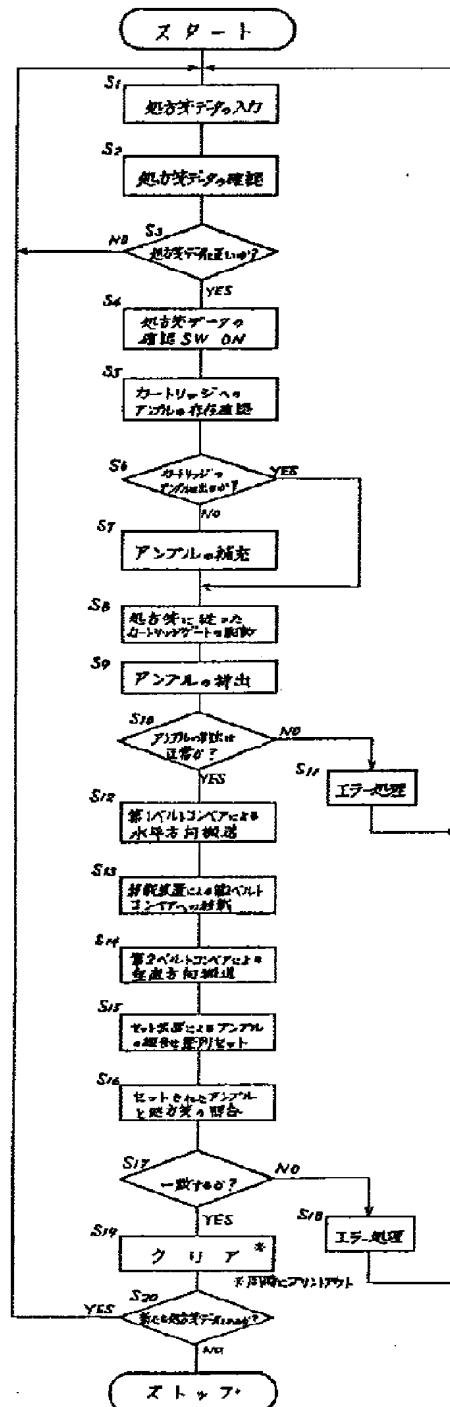 スタート
S1
処方箋データの入力
S2
処方箋データの確認
S3
処方箋データは正しいか?
NO
YES
S4
処方箋データの
確認 SW ON
S5
カートリッジへの
アンプルの存在確認
S6
カートリッジに
アンプルは
YES
NO
S7
アンプルの補充
S8
処方箋に従った
カートリッジゲートの
S9
アンプルの排出
S10
アンプルの排出は
正常か?
NO
YES
S11
エラー処理
S12
第1ベルトコンベアによる
水平方向搬送
S13
移載装置による第2ベルト
コンベアへの移載
S14
第2ベルトコンベアによる
垂直方向搬送
S15
セット装置によるアンプル
の セット
S16
セットされたアンプル
と処方箋の照合
S17
一致するか?
NO
YES
S18
エラー処理
S19
クリア *
*同時にプリントアウト
S20
新たな処方箋データはあるか?
YES
NO
ストップ